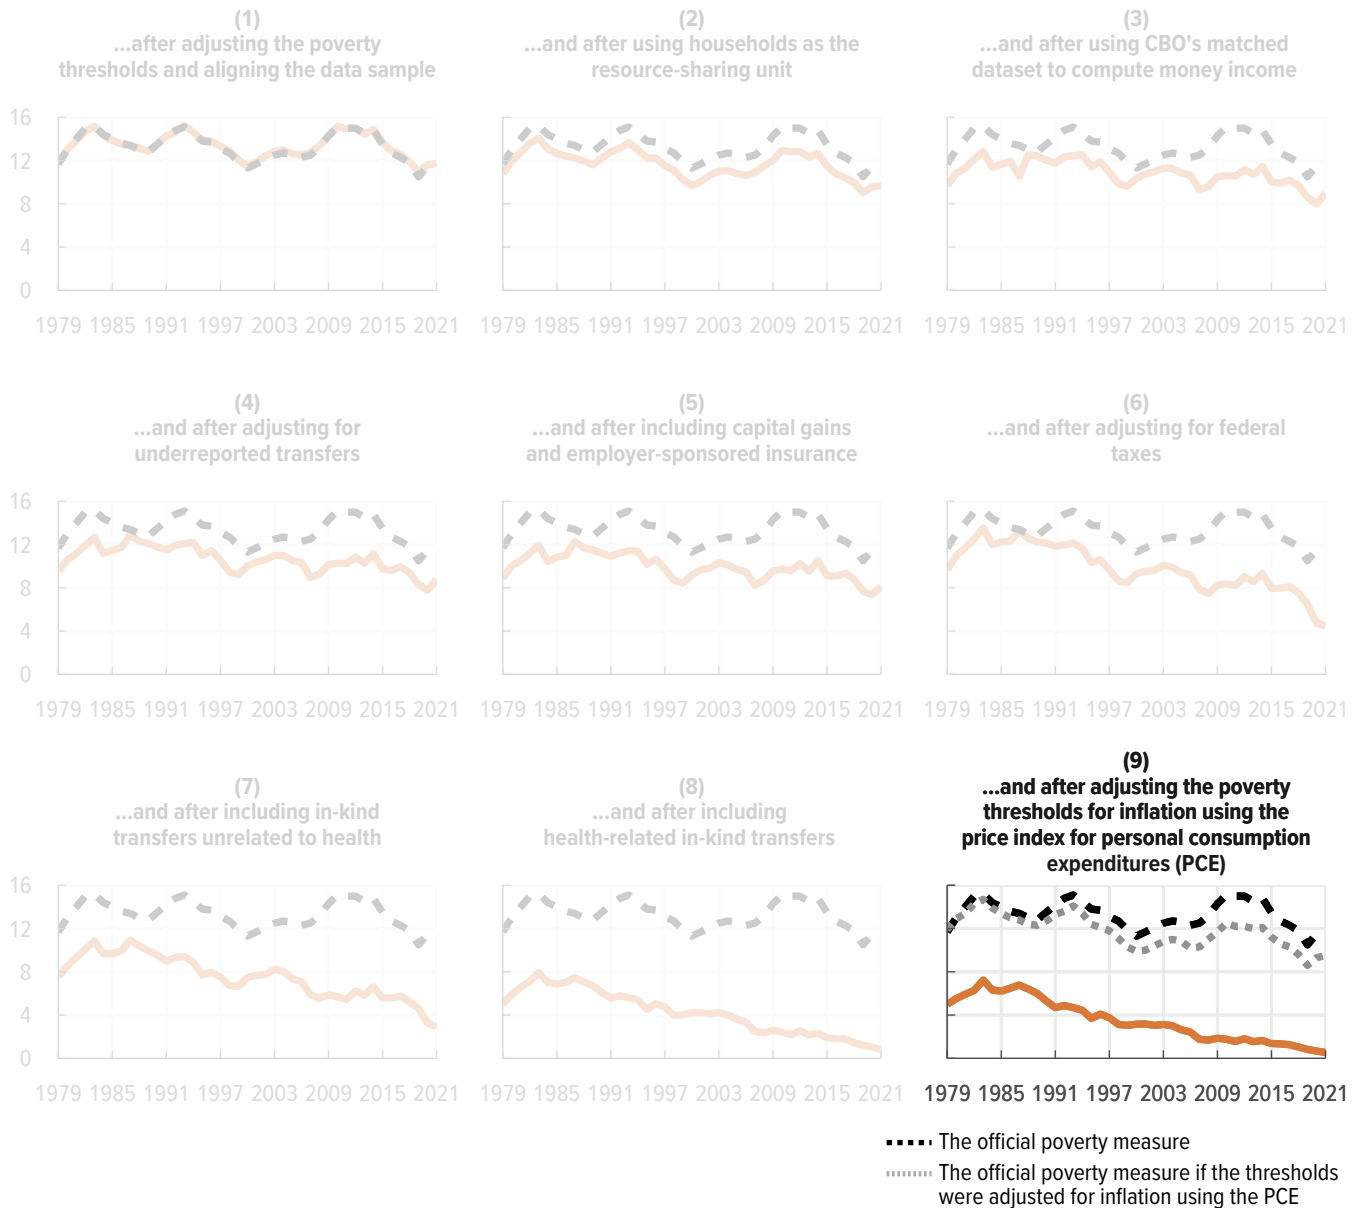 (1)
...after adjusting the poverty
thresholds and aligning the data sample
16
12
8
4
0
1979 1985 1991 1997 2003 2009 2015 2021
(2)
...and after using households as the
resource-sharing unit
1979 1985 1991 1997 2003 2009 2015 2021
(3)
...and after using CBO's matched
dataset to compute money income
1979 1985 1991 1997 2003 2009 2015 2021
(4)
...and after adjusting for
underreported transfers
16
12
8
4
0
1979 1985 1991 1997 2003 2009 2015 2021
(5)
...and after including capital gains
and employer-sponsored insurance
1979 1985 1991 1997 2003 2009 2015 2021
(6)
...and after adjusting for federal
taxes
1979 1985 1991 1997 2003 2009 2015 2021
(7)
...and after including in-kind
transfers unrelated to health
16
12
8
4
0
1979 1985 1991 1997 2003 2009 2015 2021
(8)
...and after including
health-related in-kind transfers
1979 1985 1991 1997 2003 2009 2015 2021
(9)
...and after adjusting the poverty
thresholds for inflation using the
price index for personal consumption
expenditures (PCE)
1979 1985 1991 1997 2003 2009 2015 2021
The official poverty measure
The official poverty measure if the thresholds
were adjusted for inflation using the PCE